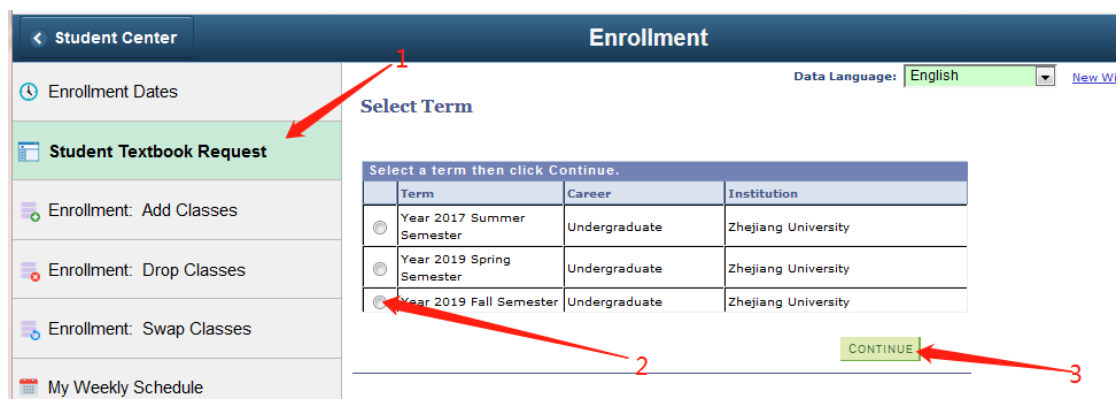 Student Center
Enrollment
1
Enrollment Dates
Student Textbook Request
Enrollment: Add Classes
Enrollment: Drop Classes
Enrollment: Swap Classes
My Weekly Schedule
Data Language: English
New Wi
Select Term
Select a term then click Continue.
Term Career Institution
Year 2017 Summer
Semester
Undergraduate Zhejiang University
Year 2019 Spring
Semester
Undergraduate Zhejiang University
Year 2019 Fall Semester Undergraduate Zhejiang University
CONTINUE
2
3